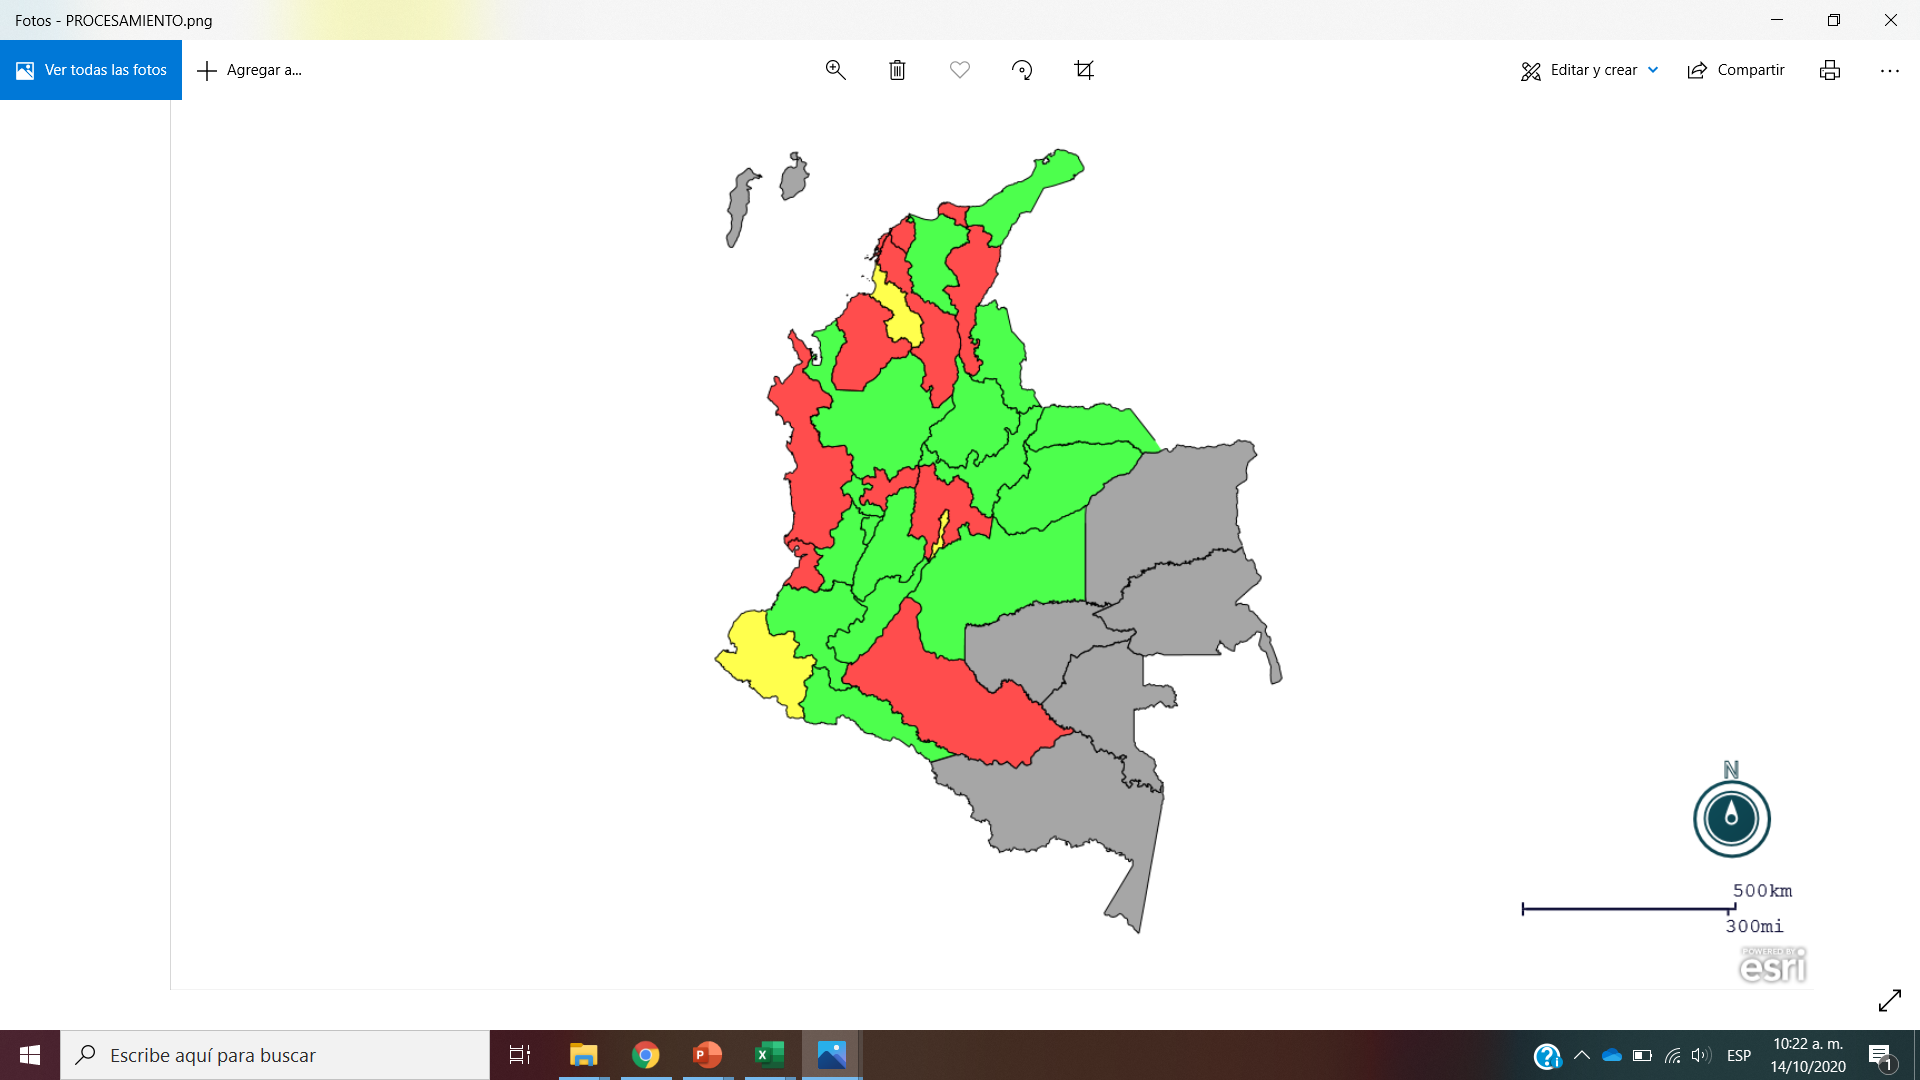 Fotos - PROCESAMIENTO.png
Ver todas las fotos
Agregar a...
Editar y crear
Compartir
N
500km
300mi
POWERED BY
esri
Escribe aquí para buscar
ESP
10:22 a. m.
14/10/2020
1